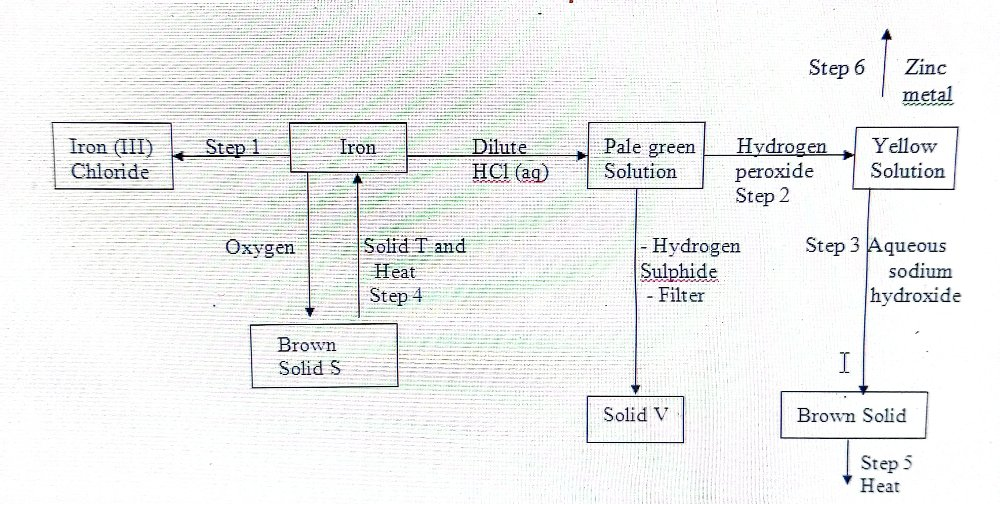 Step 6
Zinc
metal
Iron (III)
Chloride
Step 1
Iron
Dilute
HCl (aq)
Pale green
Solution
Hydrogen
peroxide
Step 2
Yellow
Solution
Oxygen
Solid T and
Heat
Step 4
- Hydrogen
Sulphide
- Filter
Step 3
Aqueous
sodium
hydroxide
Brown
Solid S
Solid V
Brown Solid
Step 5
Heat